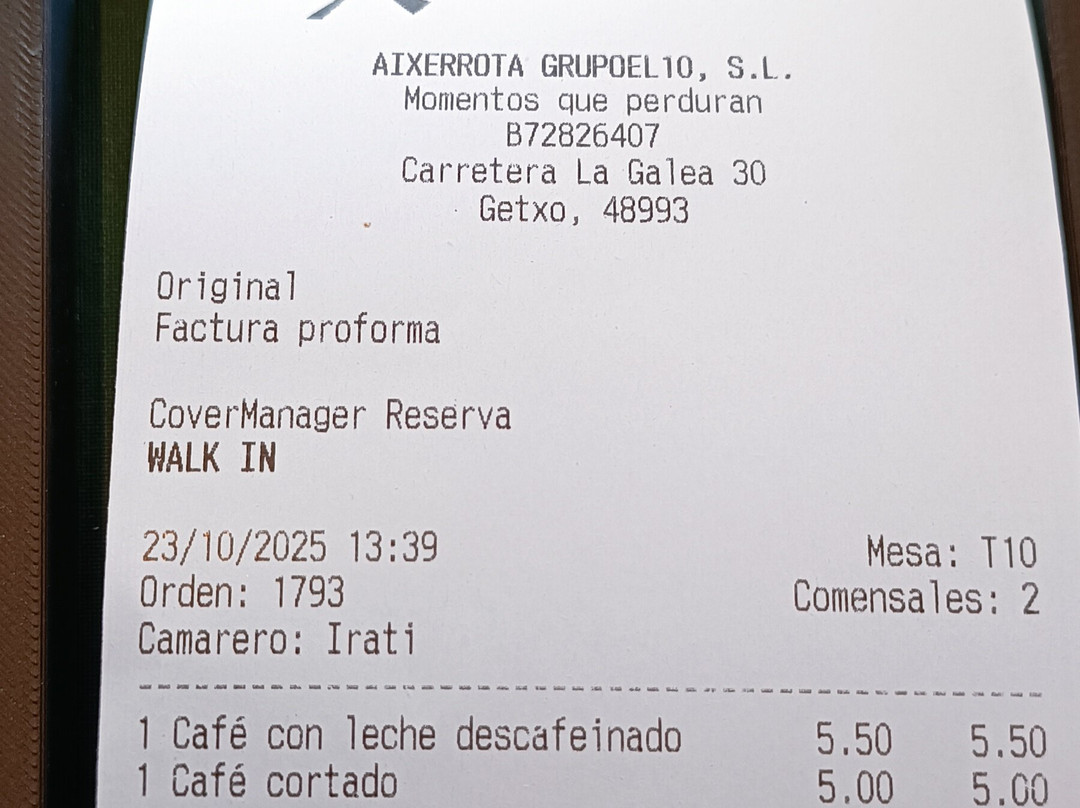 AIXERROTA GRUPOEL10, S.L.
Momentos que perduran
B72826407
Carretera La Galea 30
Getxo, 48993
Original
Factura proforma
CoverManager Reserva
WALK IN
23/10/2025 13:39 Mesa: T10
Orden: 1793 Comensales: 2
Camarero: Irati
1 Café con leche descafeinado 5.50 5.50
1 Café cortado 5.00 5.00